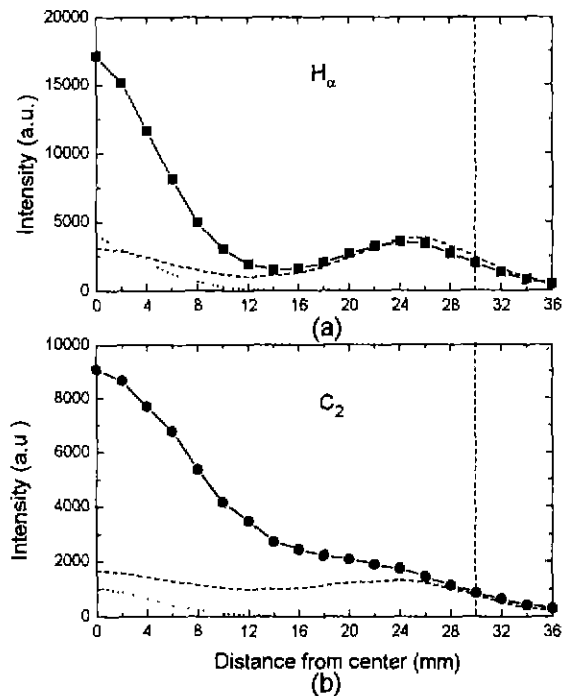 20000
15000
10000
5000
0
Intensity (a.u.)
Hα
0 4 8 12 16 20 24 28 32 36
(a)
10000
8000
6000
4000
2000
0
Intensity (a.u)
C2
0 4 8 12 16 20 24 28 32 36
Distance from center (mm)
(b)